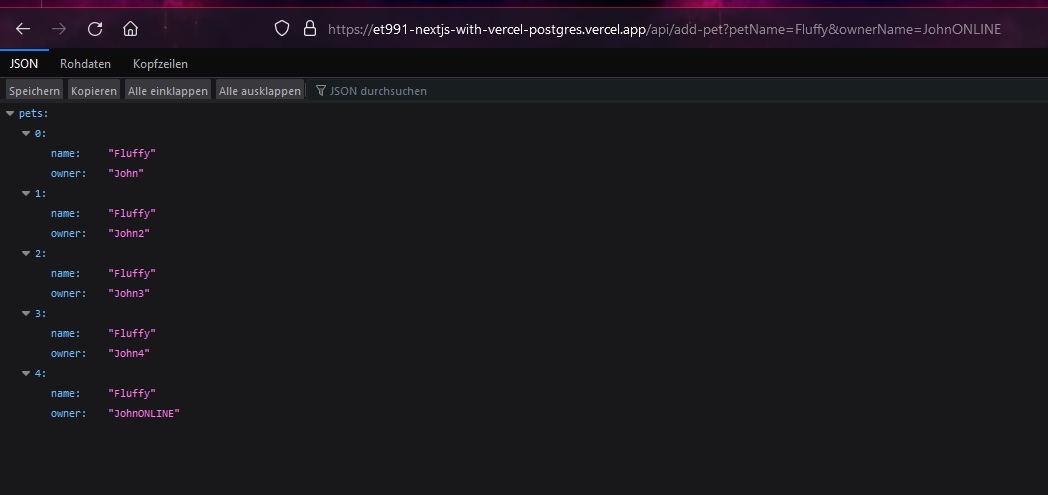 https://et991-nextjs-with-vercel-postgres.vercel.app/api/add-pet?petName=Fluffy&ownerName=JohnONLINE
JSON Rohdaten Kopfzeilen
Speichern Kopieren Alle einklappen Alle ausklappen JSON durchsuchen
pets:
0:
name: "Fluffy"
owner: "John"
1:
name: "Fluffy"
owner: "John2"
2:
name: "Fluffy"
owner: "John3"
3:
name: "Fluffy"
owner: "John4"
4:
name: "Fluffy"
owner: "JohnONLINE"